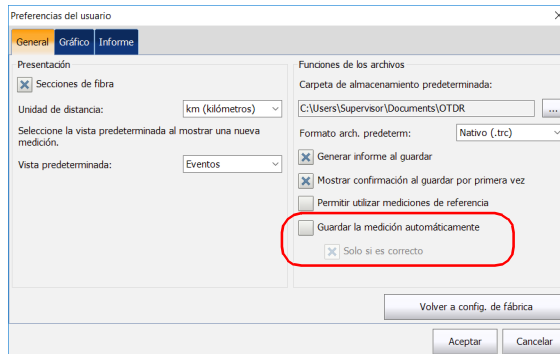 Preferencias del usuario
General Gráfico Informe
Presentación
Secciones de fibra
Unidad de distancia: km (kilómetros)
Seleccione la vista predeterminada al mostrar una nueva
medición.
Vista predeterminada: Eventos
Funciones de los archivos
Carpeta de almacenamiento predeterminada:
C:\Users\Supervisor\Documents\OTDR ...
Formato arch. predeterm: Nativo (.trc)
Generar informe al guardar
Mostrar confirmación al guardar por primera vez
Permitir utilizar mediciones de referencia
Guardar la medición automáticamente
Solo si es correcto
Volver a config. de fábrica
Aceptar Cancelar